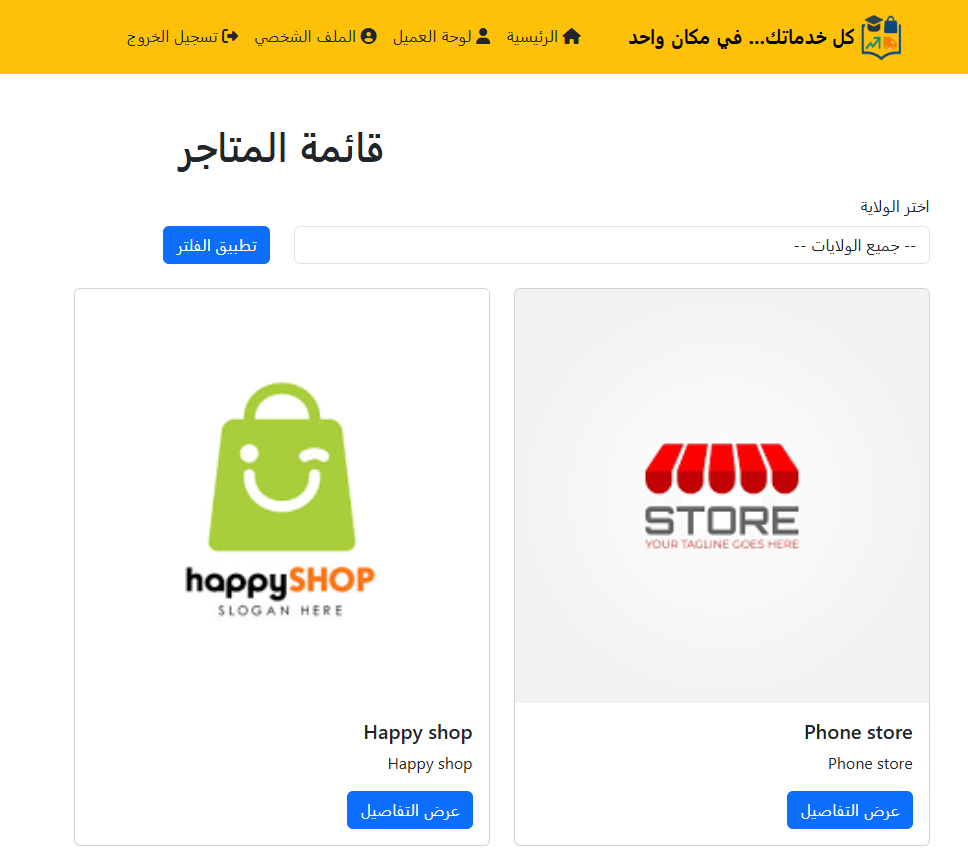 كل خدماتك... في مكان واحد
الرئيسية
لوحة العميل
الملف الشخصي
تسجيل الخروج
قائمة المتاجر
اختر الولاية
-- جميع الولايات --
تطبيق الفلتر
STORE
YOUR TAGLINE GOES HERE
Phone store
Phone store
عرض التفاصيل
happySHOP
SLOGAN HERE
Happy shop
Happy shop
عرض التفاصيل